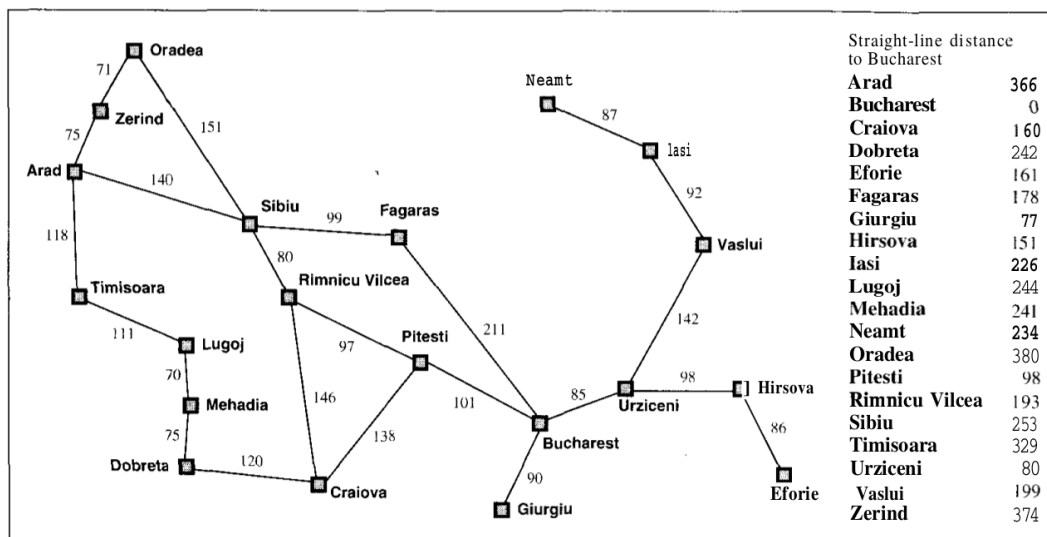 Oradea
71
Neamt
Zerind
87
151
75
Iasi
Arad
140
92
Sibiu
99
Fagaras
118
Vaslui
80
Rimnicu Vilcea
Timisoara
142
211
111
Lugoj
97
Pitesti
70
98
Hirsova
146
85
Urziceni
Mehadia
101
138
86
75
Bucharest
Dobreta
120
90
Craiova
Eforie
Giurgiu
Straight-line distance
to Bucharest
Arad 366
Bucharest 0
Craiova 160
Dobreta 242
Eforie 161
Fagaras 178
Giurgiu 77
Hirsova 151
Iasi 226
Lugoj 244
Mehadia 241
Neamt 234
Oradea 380
Pitesti 98
Rimnicu Vilcea 193
Sibiu 253
Timisoara 329
Urziceni 80
Vaslui 199
Zerind 374